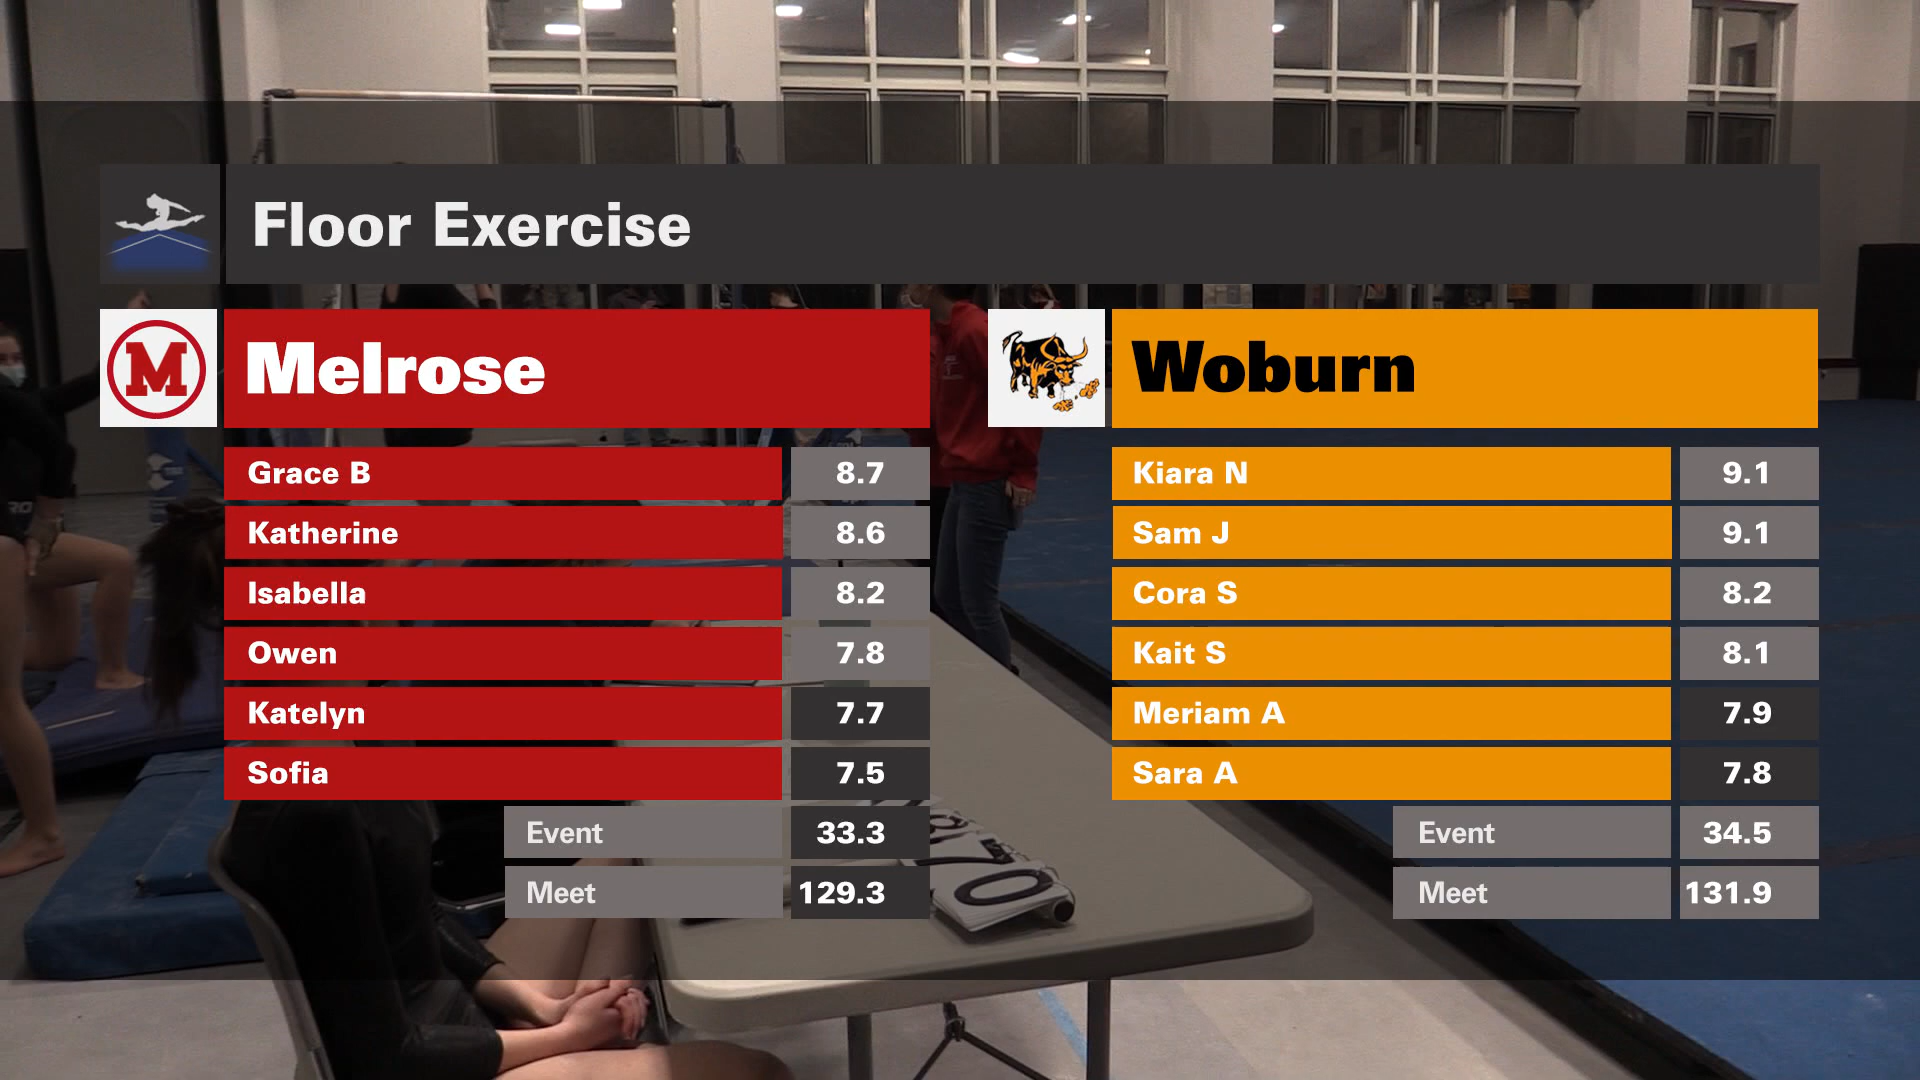 Floor Exercise
M
Melrose
Grace B 8.7
Katherine 8.6
Isabella 8.2
Owen 7.8
Katelyn 7.7
Sofia 7.5
Event 33.3
Meet 129.3
Woburn
Kiara N 9.1
Sam J 9.1
Cora S 8.2
Kait S 8.1
Meriam A 7.9
Sara A 7.8
Event 34.5
Meet 131.9
0